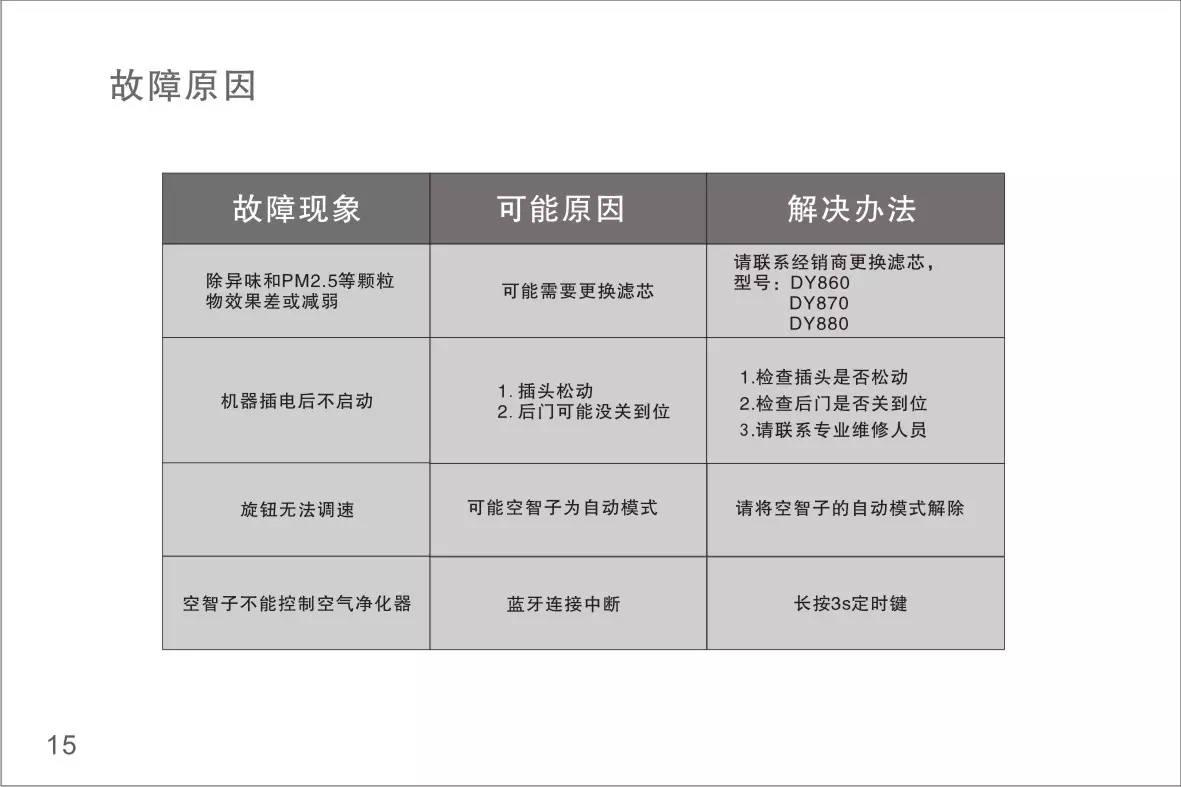 故障原因
故障现象 可能原因 解决办法
除异味和PM2.5等颗粒
物效果差或减弱
可能需要更换滤芯
请联系经销商更换滤芯，
型号：DY860
DY870
DY880
机器插电后不启动
1. 插头松动
2. 后门可能没关到位
1.检查插头是否松动
2.检查后门是否关到位
3.请联系专业维修人员
旋钮无法调速
可能空智子为自动模式
请将空智子的自动模式解除
空智子不能控制空气净化器
蓝牙连接中断
长按3s定时键
15